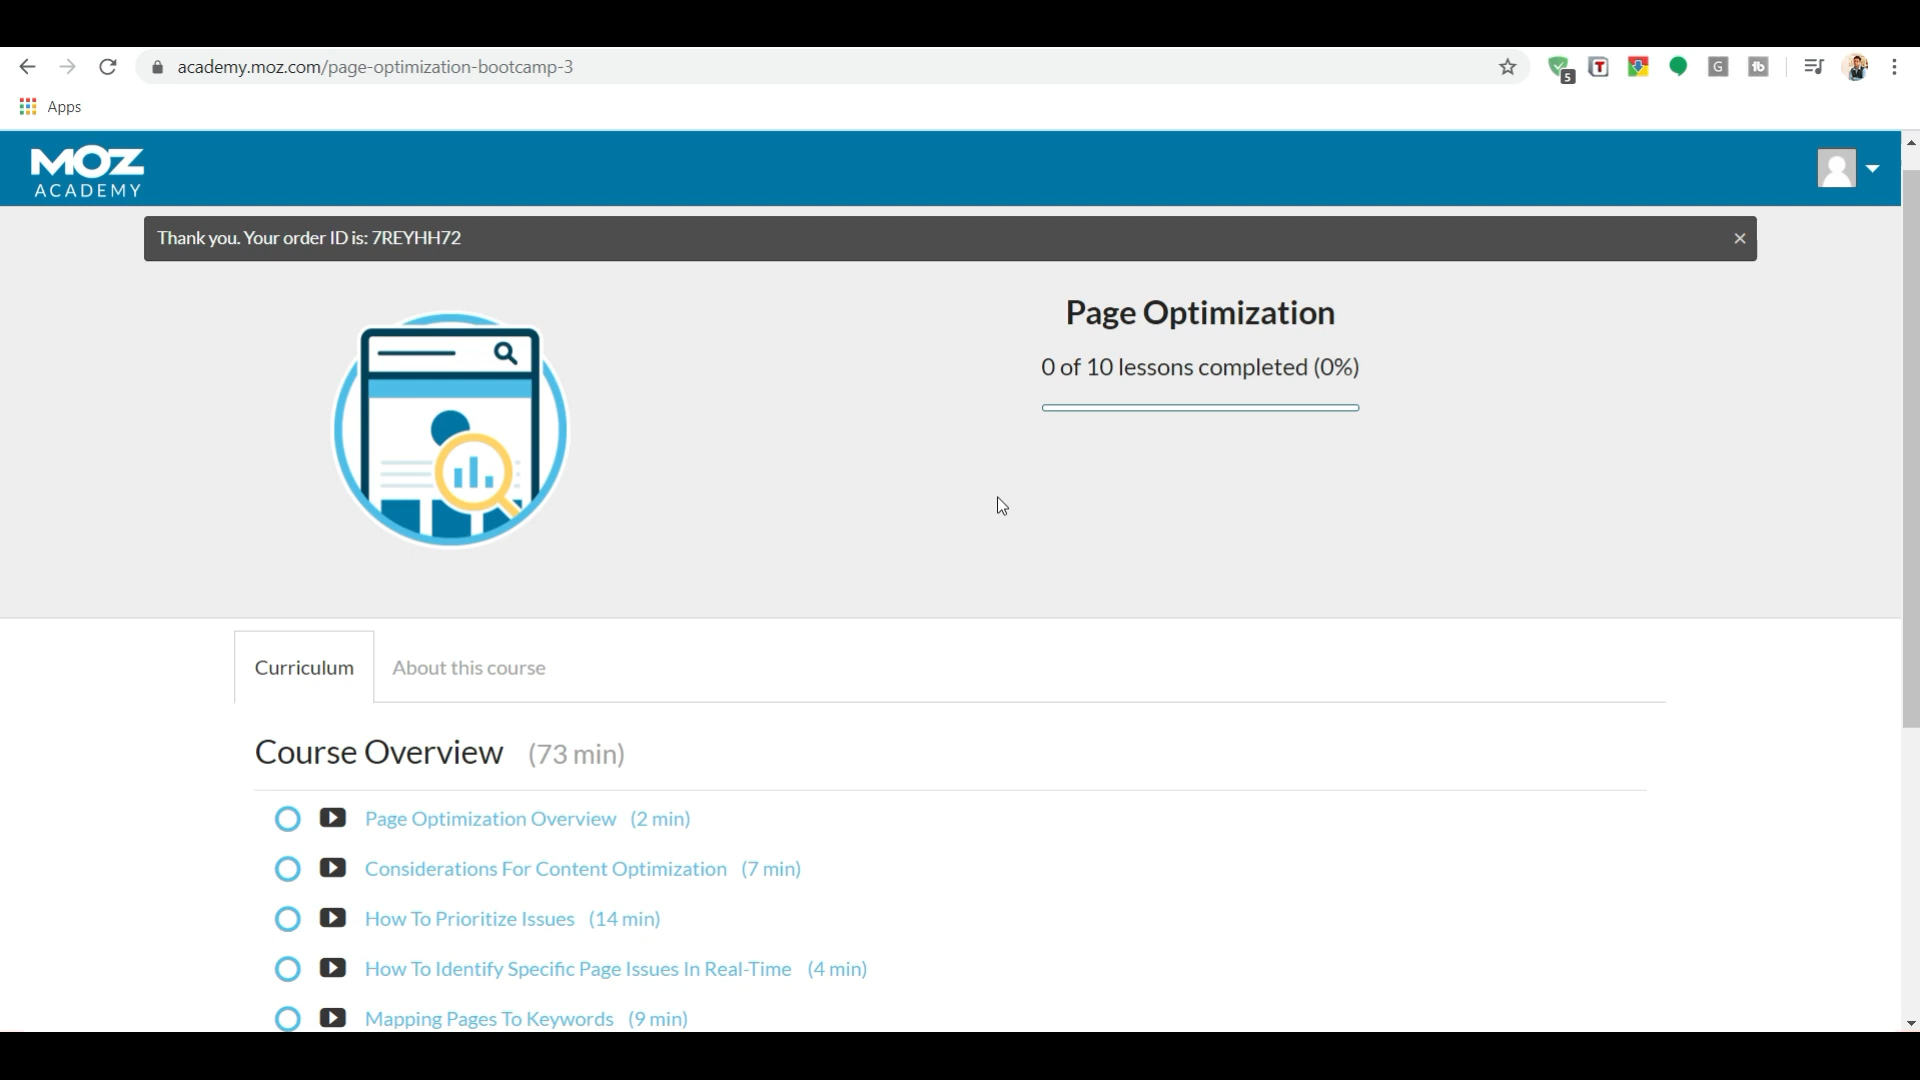 academy.moz.com/page-optimization-bootcamp-3
5
T
G
tb
Apps
MOZ
ACADEMY
Thank you. Your order ID is: 7REYHH72
×
Page Optimization
0 of 10 lessons completed (0%)
Curriculum
About this course
Course Overview (73 min)
Page Optimization Overview (2 min)
Considerations For Content Optimization (7 min)
How To Prioritize Issues (14 min)
How To Identify Specific Page Issues In Real-Time (4 min)
Mapping Pages To Keywords (9 min)